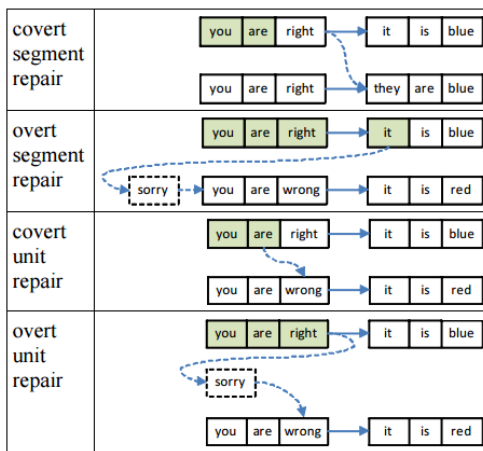 covert
segment
repair
you are right it is blue
you are right they are blue
overt
segment
repair
you are right it is blue
sorry you are wrong it is red
covert
unit
repair
you are right it is blue
you are wrong it is red
overt
unit
repair
you are right it is blue
sorry
you are wrong it is red